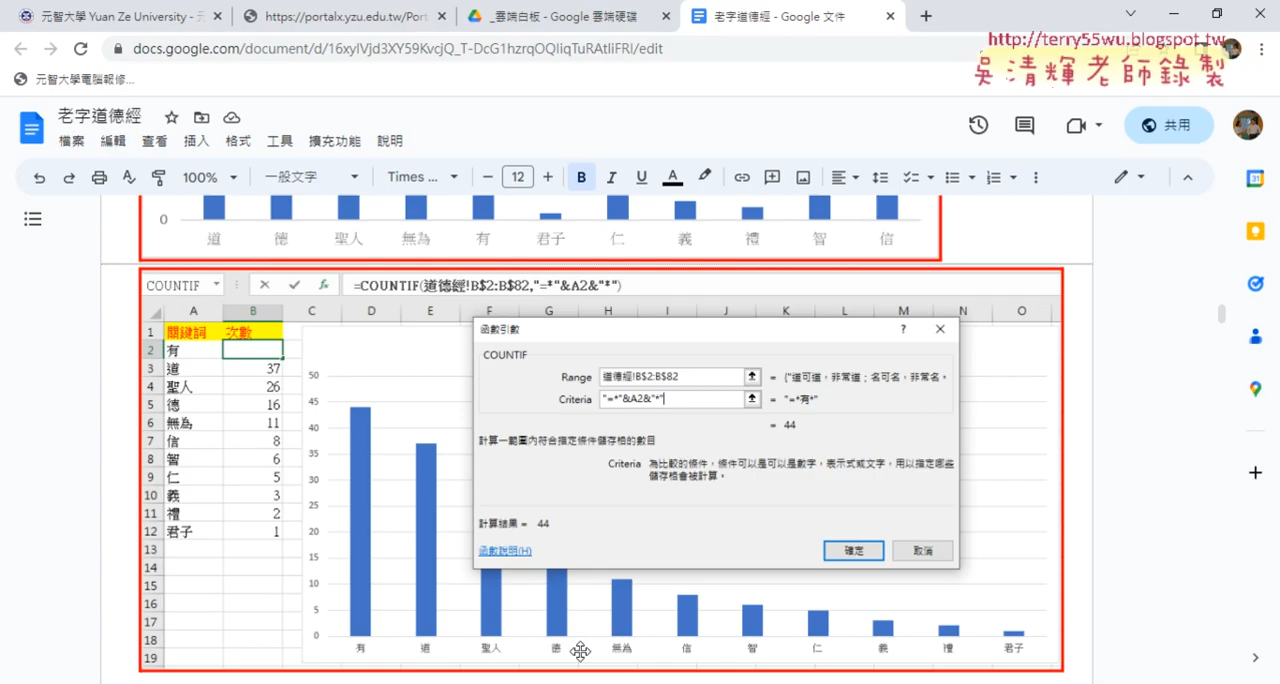 元智大學 Yuan Ze University - 元
https://portalx.yzu.edu.tw/Port
_雲端白板 - Google 雲端硬碟
老字道德經 - Google 文件
docs.google.com/document/d/16xylVjd3XY59KvcjQ_T-DcG1hzrqOQIiqTuRAtIiFRI/edit
http://terry55wu.blogspot.tw
元智大學電腦報修...
吳清輝老師錄製
老字道德經
檔案 編輯 查看 插入 格式 工具 擴充功能 說明
共用
100% 一般文字 Times ... 12 B I U A
0
道 德 聖人 無為 有 君子 仁 義 禮 智 信
COUNTIF =COUNTIF(道德經!B$2:B$82,"=*"&A2&"*")
A B C D E F G H I J K L M N O
1 關鍵詞 次數
2 有
3 道 37
4 聖人 26
5 德 16
6 無為 11
7 信 8
8 智 6
9 仁 5
10 義 3
11 禮 2
12 君子 1
13
14
15
16
17
18
19
50
45
40
35
30
25
20
15
10
5
0
有 道 聖人 德 無為 信 智 仁 義 禮 君子
函數引數 ?
COUNTIF
Range 道德經!B$2:B$82 = {"道可道，非常道；名可名，非常名。
Criteria "=*"&A2&"*" = "=*有*"
= 44
計算一範圍內符合指定條件儲存格的數目
Criteria 為比較的條件，條件可以是可以是數字，表示式或文字，用以指定哪些
儲存格會被計算。
計算結果 = 44
函數說明(H)
確定 取消
31